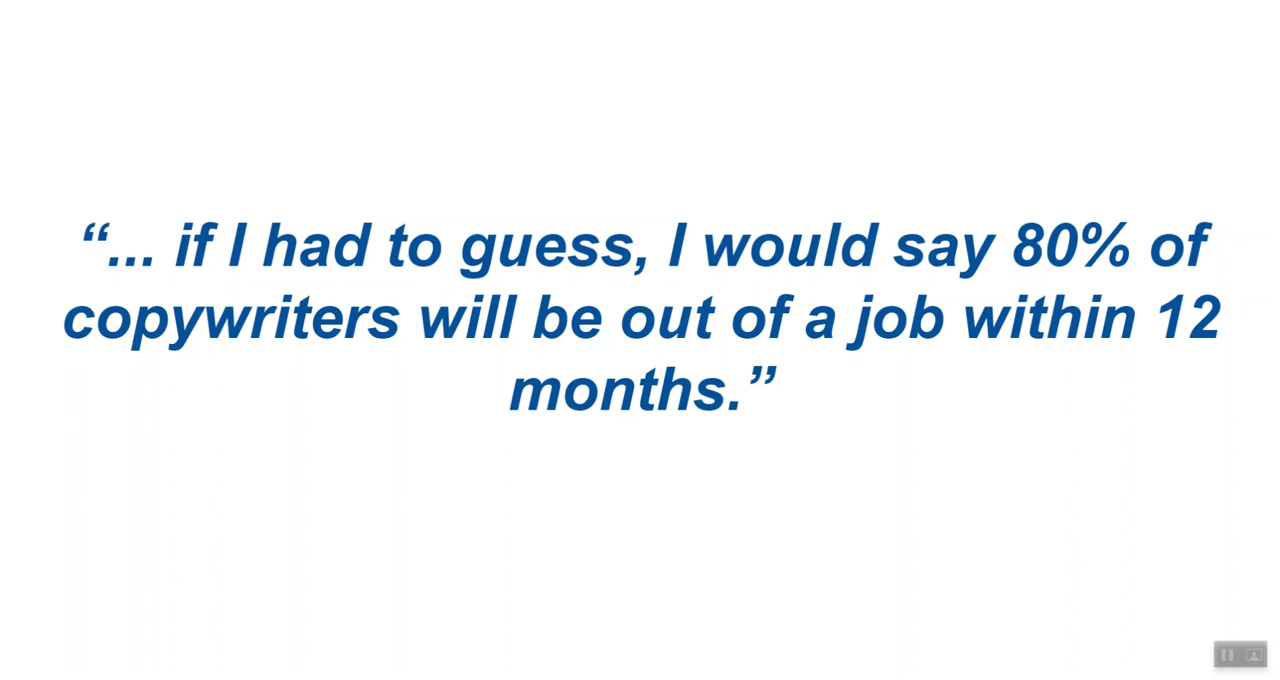 “... if I had to guess, I would say 80% of
copywriters will be out of a job within 12
months.”